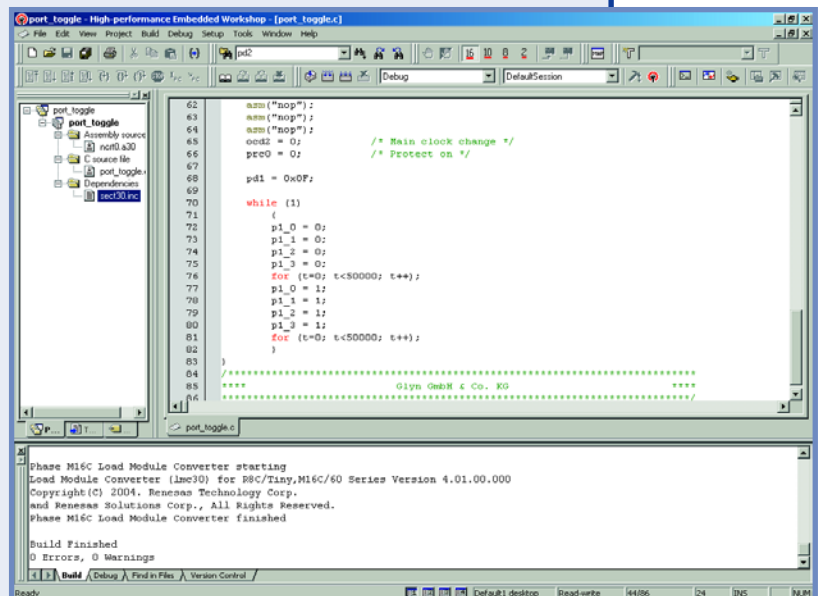 port_toggle - High-performance Embedded Workshop - [port_toggle.c]
File Edit View Project Build Debug Setup Tools Window Help
pd2
Debug DefaultSession
port_toggle
port_toggle
Assembly source
ncrt0.a30
C source file
port_toggle.
Dependencies
sect30.inc
62 asm("nop");
63 asm("nop");
64 asm("nop");
65 ocd2 = 0; /* Main clock change */
66 prc0 = 0; /* Protect on */
67
68 pd1 = 0x0F;
69
70 while (1)
71 {
72 p1_0 = 0;
73 p1_1 = 0;
74 p1_2 = 0;
75 p1_3 = 0;
76 for (t=0; t<50000; t++);
77 p1_0 = 1;
78 p1_1 = 1;
79 p1_2 = 1;
80 p1_3 = 1;
81 for (t=0; t<50000; t++);
82 }
83 }
84 /*******************************************************************************
85 **** Glyn GmbH & Co. KG ****
86 *******************************************************************************/
P... T...
port_toggle.c
Phase M16C Load Module Converter starting
Load Module Converter (lmc30) for R8C/Tiny,M16C/60 Series Version 4.01.00.000
Copyright(C) 2004. Renesas Technology Corp.
and Renesas Solutions Corp., All Rights Reserved.
Phase M16C Load Module Converter finished
Build Finished
0 Errors, 0 Warnings
Build Debug Find in Files Version Control
Ready Default1 desktop Read-write 44/86 24 INS NUM